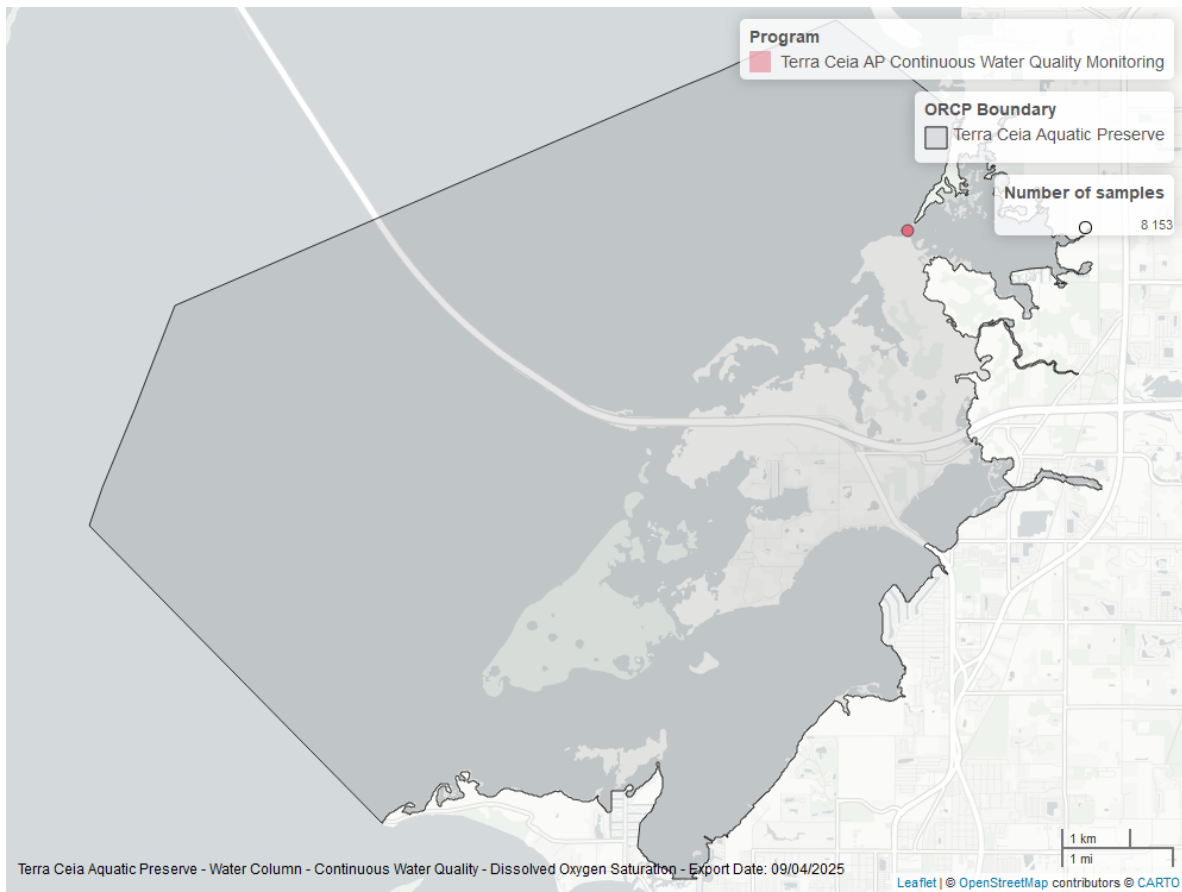 Program
Terra Ceia AP Continuous Water Quality Monitoring
ORCP Boundary
Terra Ceia Aquatic Preserve
Number of samples
8 153
1 km
1 mi
Terra Ceia Aquatic Preserve - Water Column - Continuous Water Quality - Dissolved Oxygen Saturation - Export Date: 09/04/2025
Leaflet | © OpenStreetMap contributors © CARTO